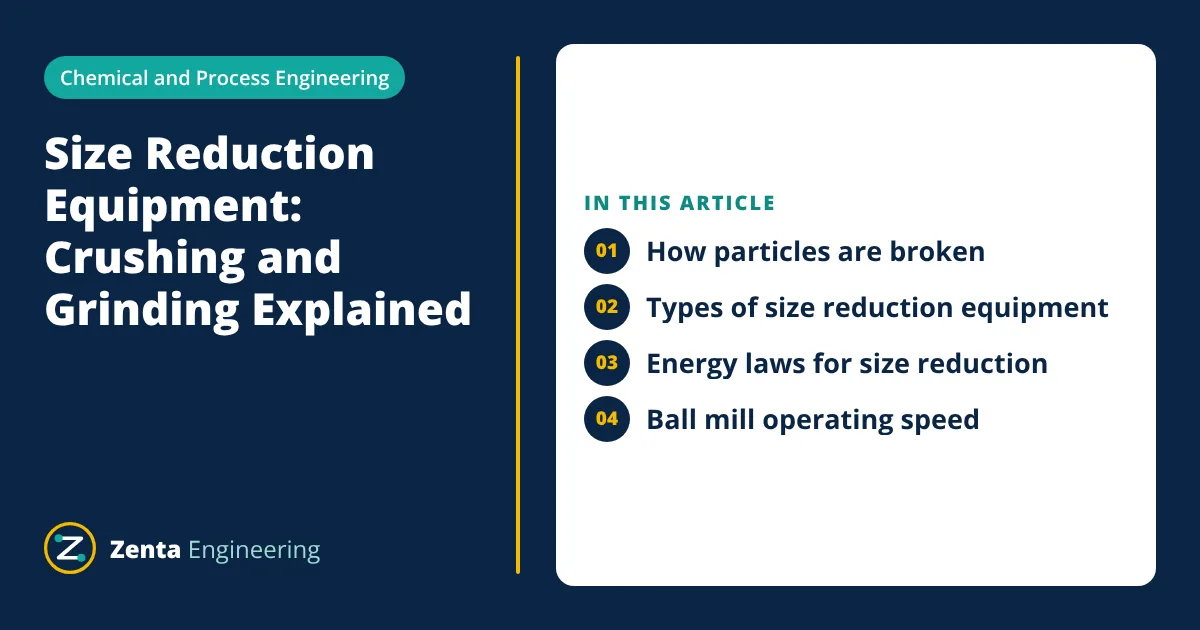 Chemical and Process Engineering
Size Reduction
Equipment:
Crushing and
Grinding Explained
Zenta Engineering
IN THIS ARTICLE
01 How particles are broken
02 Types of size reduction equipment
03 Energy laws for size reduction
04 Ball mill operating speed